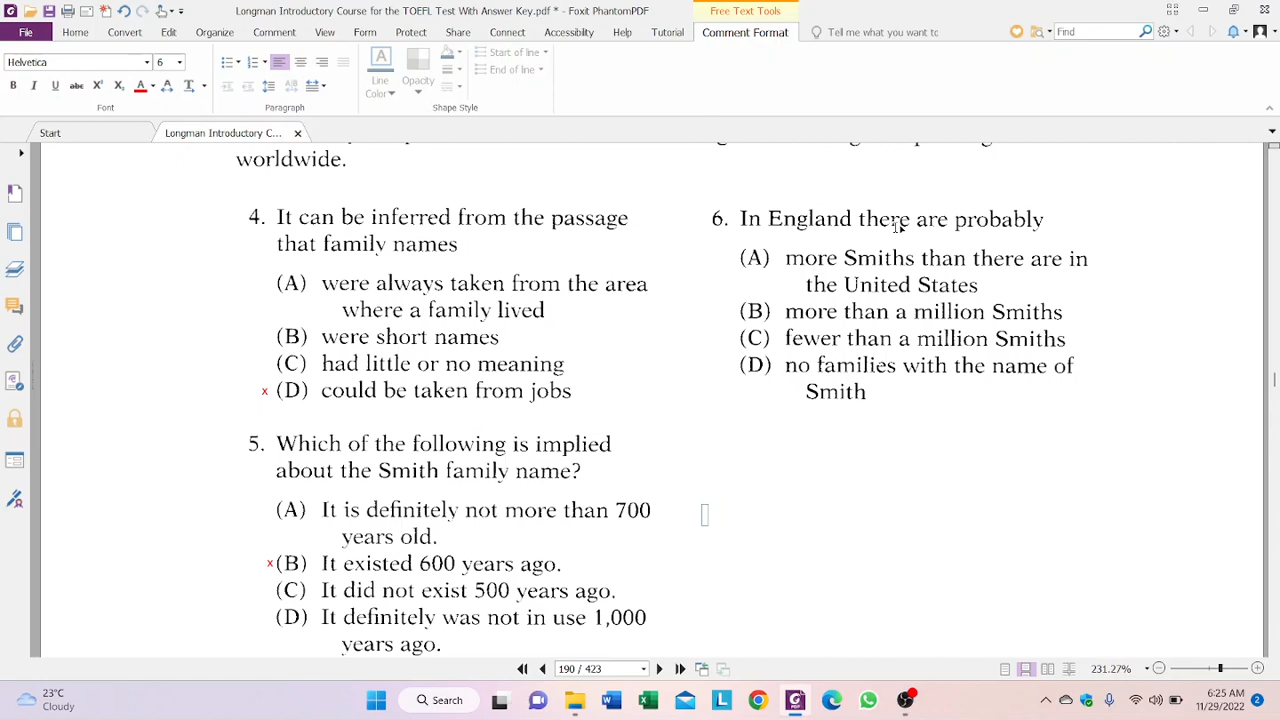 Longman Introductory Course for the TOEFL Test With Answer Key.pdf * - Foxit PhantomPDF
Free Text Tools
File Home Convert Edit Organize Comment View Form Protect Share Connect Accessibility Help Tutorial Comment Format Tell me what you want to do... Find
Helvetica 6
Line Color
Opacity
Start of line
End of line
Font Paragraph Shape Style
Start Longman Introductory C...
worldwide.
4. It can be inferred from the passage
that family names
(A) were always taken from the area
where a family lived
(B) were short names
(C) had little or no meaning
x (D) could be taken from jobs
5. Which of the following is implied
about the Smith family name?
(A) It is definitely not more than 700
years old.
x (B) It existed 600 years ago.
(C) It did not exist 500 years ago.
(D) It definitely was not in use 1,000
years ago.
6. In England there are probably
(A) more Smiths than there are in
the United States
(B) more than a million Smiths
(C) fewer than a million Smiths
(D) no families with the name of
Smith
190 / 423
231.27%
23°C
Cloudy
Search
6:25 AM
11/29/2022
2